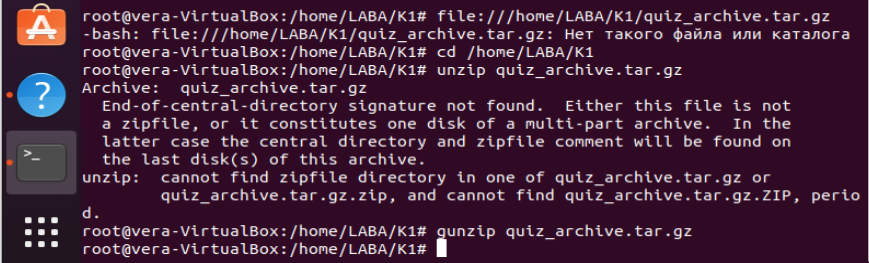 root@vera-VirtualBox:/home/LABA/K1# file:///home/LABA/K1/quiz_archive.tar.gz
-bash: file:///home/LABA/K1/quiz_archive.tar.gz: Нет такого файла или каталога
root@vera-VirtualBox:/home/LABA/K1# cd /home/LABA/K1
root@vera-VirtualBox:/home/LABA/K1# unzip quiz_archive.tar.gz
Archive:  quiz_archive.tar.gz
  End-of-central-directory signature not found.  Either this file is not
  a zipfile, or it constitutes one disk of a multi-part archive.  In the
  latter case the central directory and zipfile comment will be found on
  the last disk(s) of this archive.
unzip:  cannot find zipfile directory in one of quiz_archive.tar.gz or
        quiz_archive.tar.gz.zip, and cannot find quiz_archive.tar.gz.ZIP, perio
d.
root@vera-VirtualBox:/home/LABA/K1# gunzip quiz_archive.tar.gz
root@vera-VirtualBox:/home/LABA/K1#